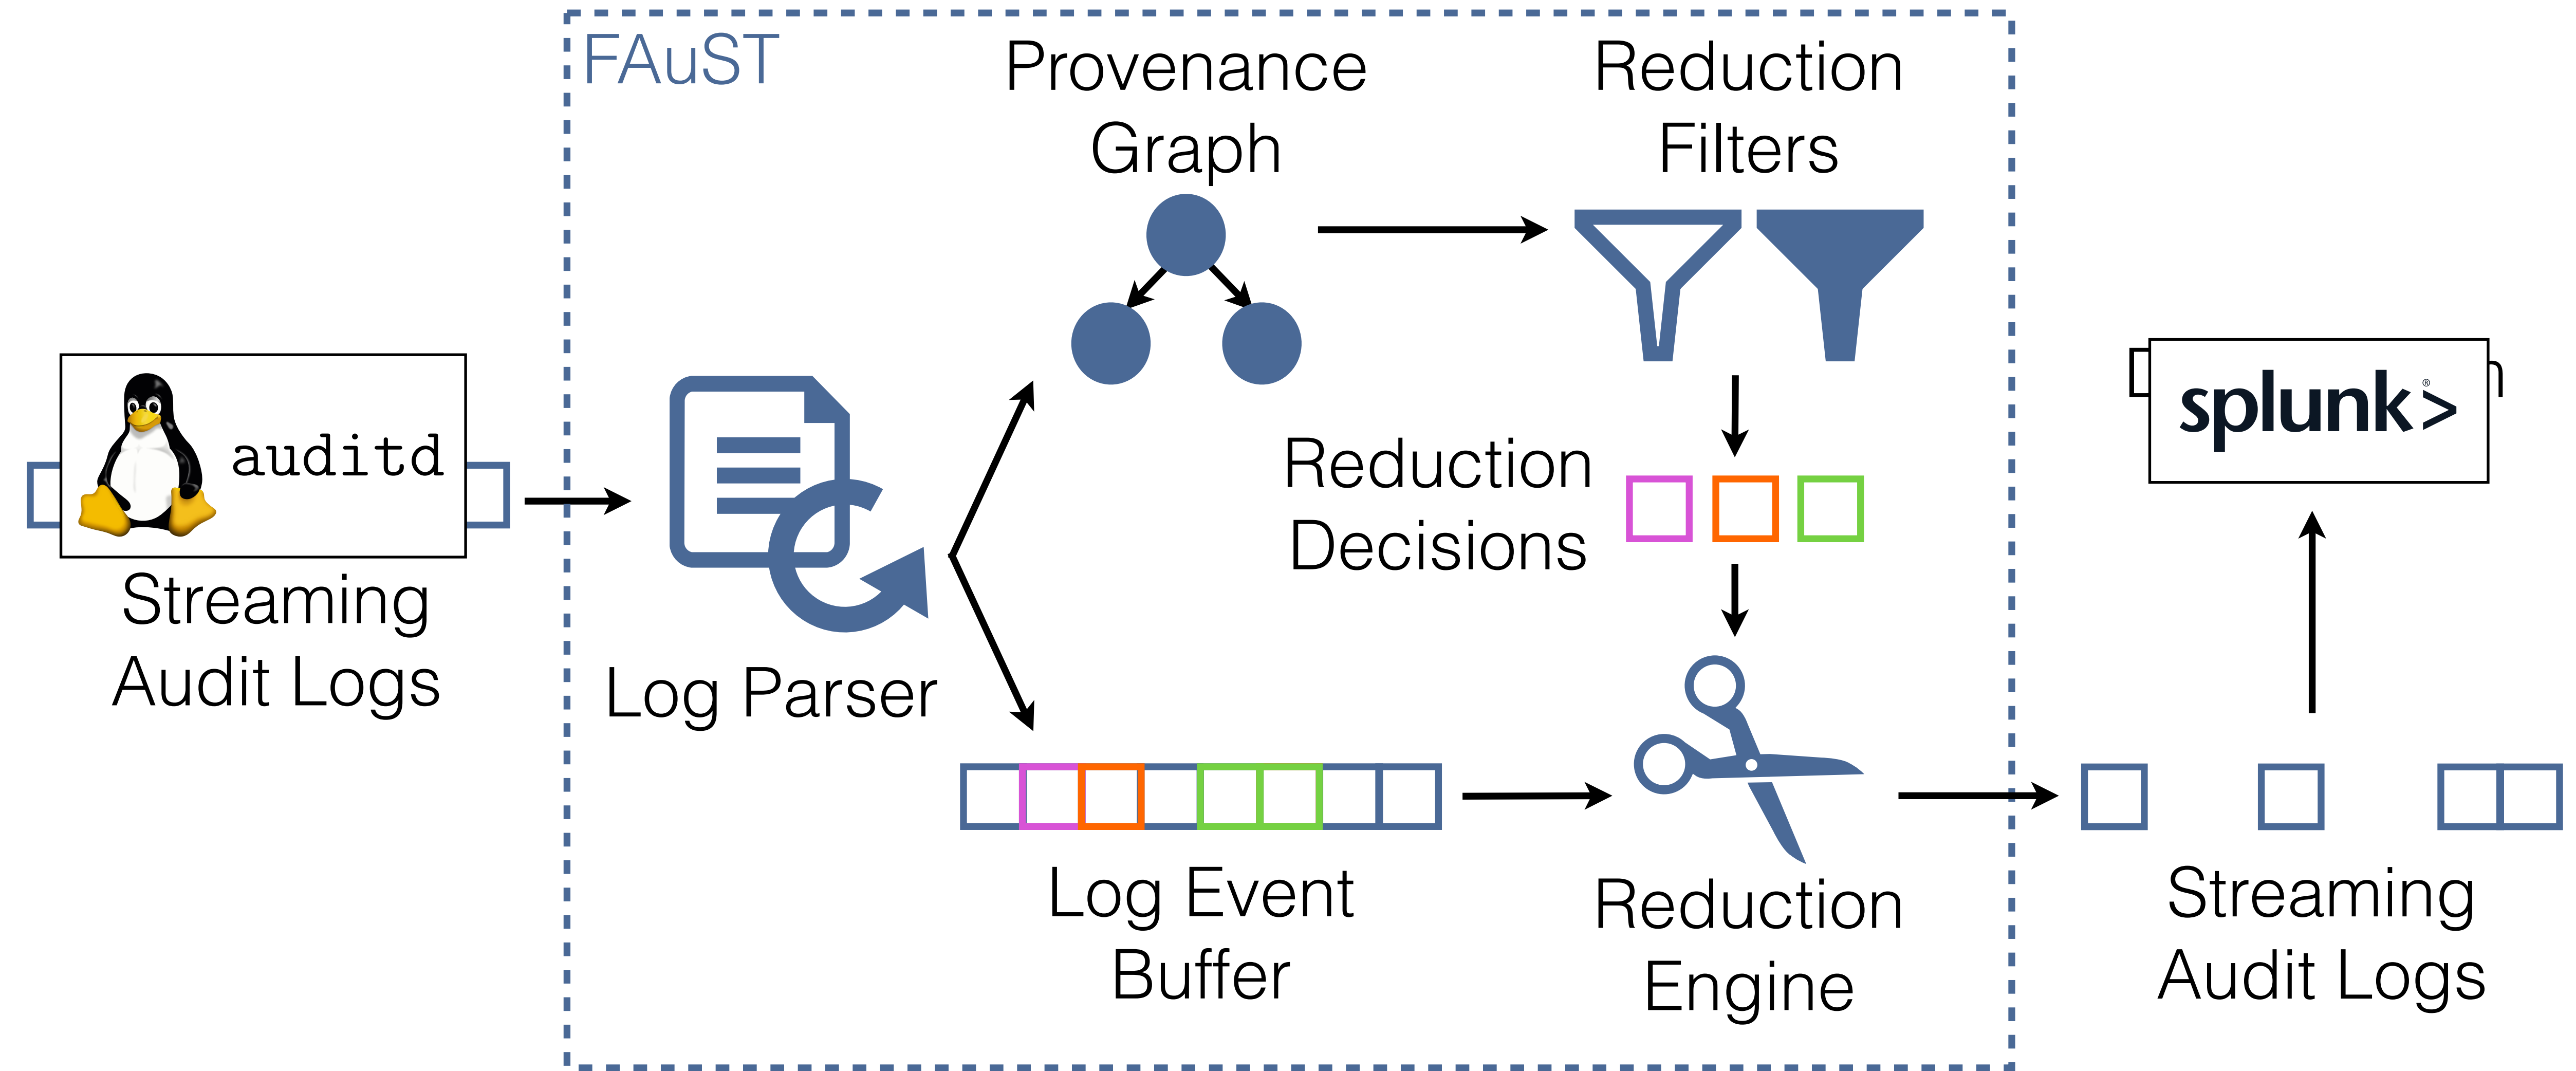 FAuST
Provenance
Graph
Reduction
Filters
auditd
Streaming
Audit Logs
Log Parser
Reduction
Decisions
splunk>
®
Log Event
Buffer
Reduction
Engine
Streaming
Audit Logs